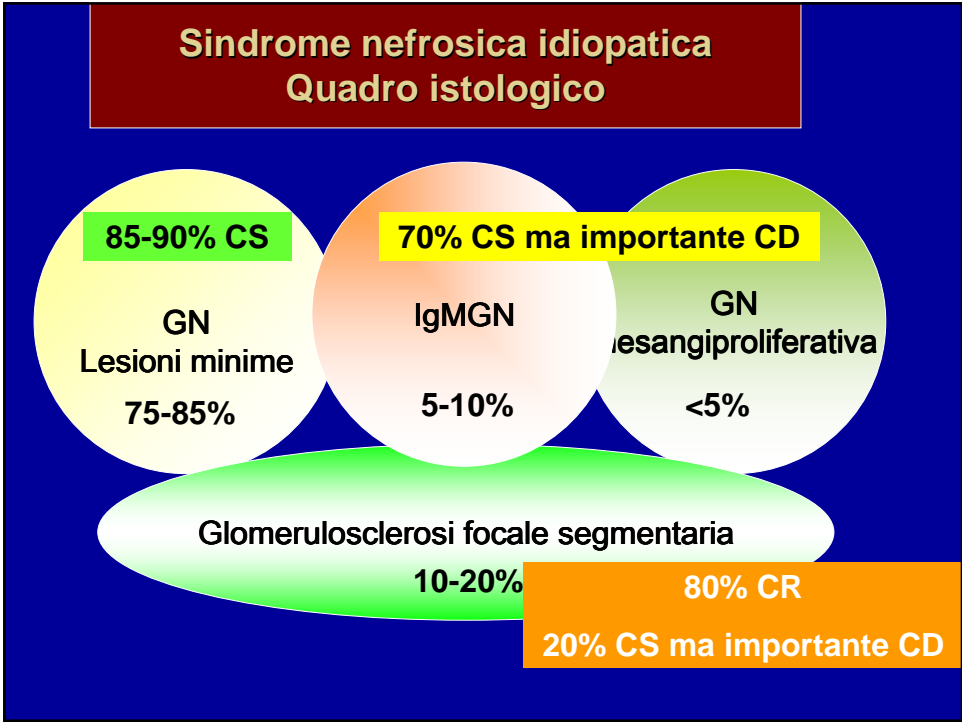 Sindrome nefrosica idiopatica
Quadro istologico
85-90% CS
GN
Lesioni minime
75-85%
70% CS ma importante CD
IgMGN
5-10%
GN
esangiproliferativa
<5%
Glomerulosclerosi focale segmentaria
10-20%
80% CR
20% CS ma importante CD